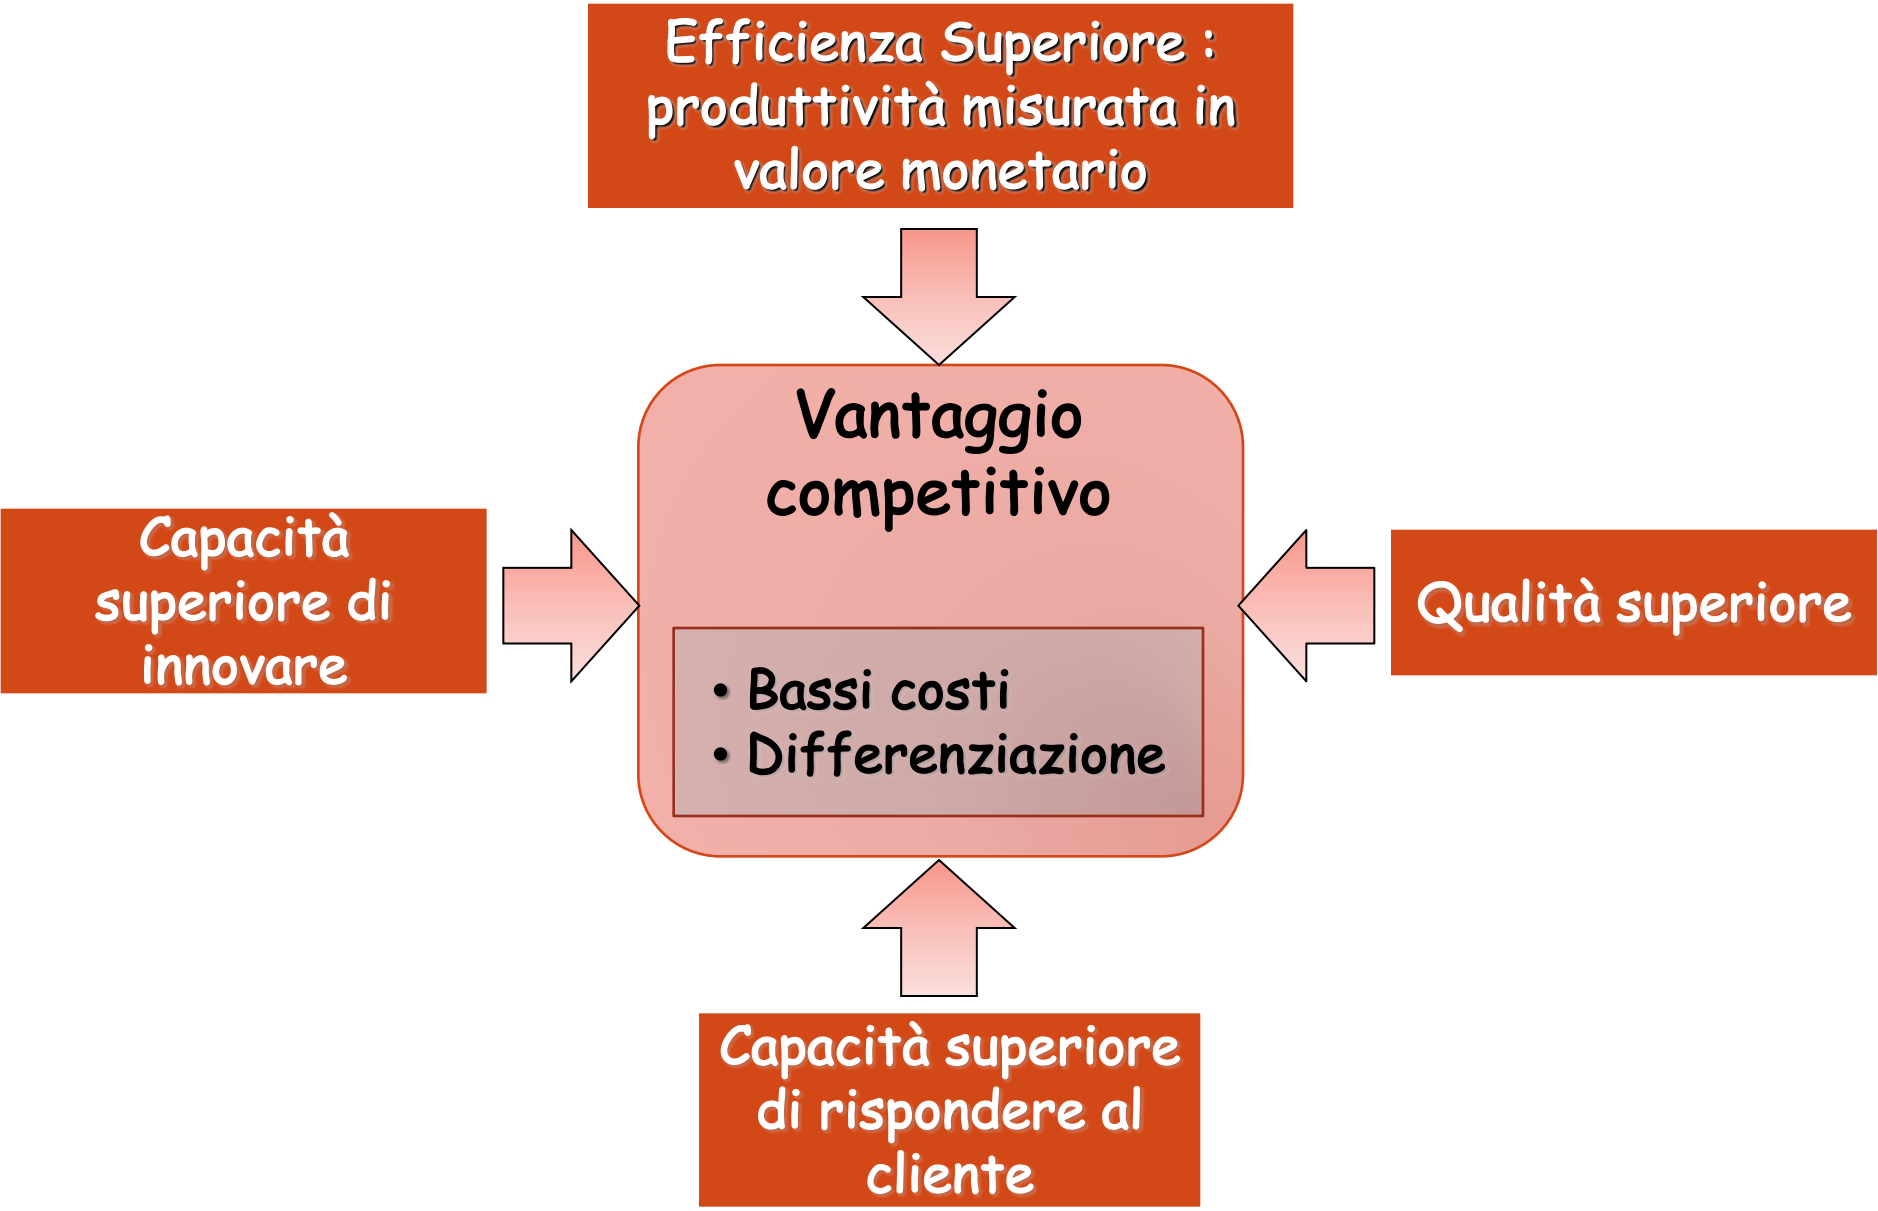 Efficienza Superiore :
produttività misurata in
valore monetario
Vantaggio
competitivo
Capacità
superiore di
innovare
Qualità superiore
• Bassi costi
• Differenziazione
Capacità superiore
di rispondere al
cliente